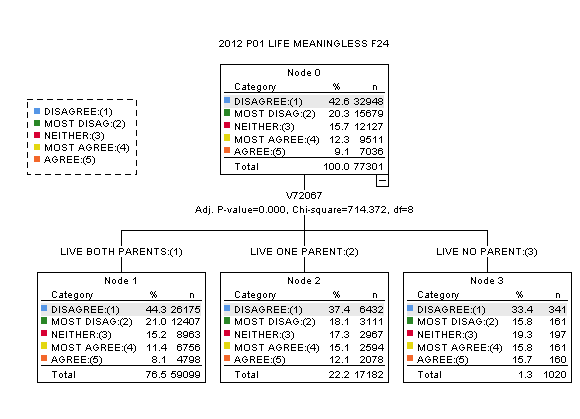 2012 P01 LIFE MEANINGLESS F24
DISAGREE:(1)
MOST DISAG:(2)
NEITHER:(3)
MOST AGREE:(4)
AGREE:(5)
Node 0
Category % n
DISAGREE:(1) 42.6 32948
MOST DISAG:(2) 20.3 15679
NEITHER:(3) 15.7 12127
MOST AGREE:(4) 12.3 9511
AGREE:(5) 9.1 7036
Total 100.0 77301
V72067
Adj. P-value=0.000, Chi-square=714.372, df=8
LIVE BOTH PARENTS:(1)
LIVE ONE PARENT:(2)
LIVE NO PARENT:(3)
Node 1
Category % n
DISAGREE:(1) 44.3 26175
MOST DISAG:(2) 21.0 12407
NEITHER:(3) 15.2 8963
MOST AGREE:(4) 11.4 6756
AGREE:(5) 8.1 4798
Total 76.5 59099
Node 2
Category % n
DISAGREE:(1) 37.4 6432
MOST DISAG:(2) 18.1 3111
NEITHER:(3) 17.3 2967
MOST AGREE:(4) 15.1 2594
AGREE:(5) 12.1 2078
Total 22.2 17182
Node 3
Category % n
DISAGREE:(1) 33.4 341
MOST DISAG:(2) 15.8 161
NEITHER:(3) 19.3 197
MOST AGREE:(4) 15.8 161
AGREE:(5) 15.7 160
Total 1.3 1020